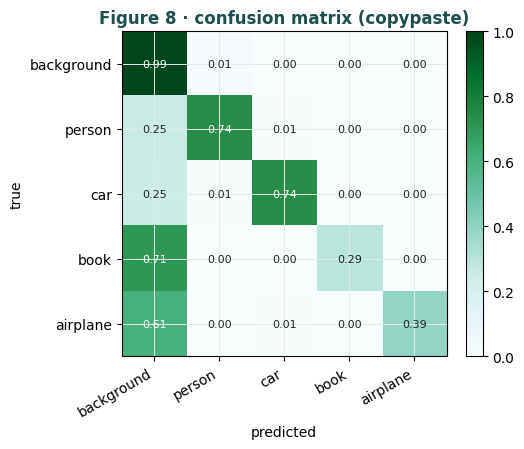 Figure 8 · confusion matrix (copypaste)
true
background 0.99 0.01 0.00 0.00 0.00
person 0.25 0.74 0.01 0.00 0.00
car 0.25 0.01 0.74 0.00 0.00
book 0.71 0.00 0.00 0.29 0.00
airplane 0.61 0.00 0.01 0.00 0.39
background person car book airplane
predicted
1.0
0.8
0.6
0.4
0.2
0.0